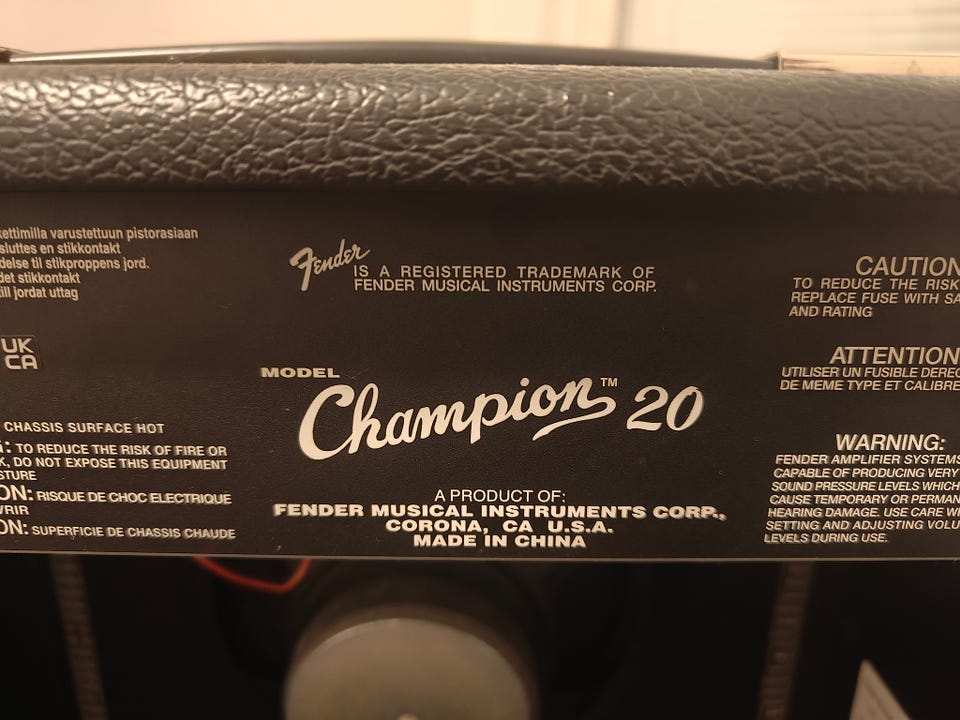 kettimilla varustettuun pistorasiaan
sluttes en stikkontakt
delse til stikproppens jord.
det stikkontakt
till jordat uttag
UK
CA
CHASSIS SURFACE HOT
: TO REDUCE THE RISK OF FIRE OR
K, DO NOT EXPOSE THIS EQUIPMENT
STURE
ON: RISQUE DE CHOC ELECTRIQUE
VRIR
ON: SUPERFICIE DE CHASSIS CHAUDE
Fender IS A REGISTERED TRADEMARK OF
FENDER MUSICAL INSTRUMENTS CORP.
MODEL
Champion™ 20
A PRODUCT OF:
FENDER MUSICAL INSTRUMENTS CORP.,
CORONA, CA U.S.A.
MADE IN CHINA
CAUTION
TO REDUCE THE RISK
REPLACE FUSE WITH SA
AND RATING
ATTENTION
UTILISER UN FUSIBLE DEREC
DE MEME TYPE ET CALIBRE
WARNING:
FENDER AMPLIFIER SYSTEMS
CAPABLE OF PRODUCING VERY
SOUND PRESSURE LEVELS WHICH
CAUSE TEMPORARY OR PERMAN
HEARING DAMAGE. USE CARE WI
SETTING AND ADJUSTING VOLU
LEVELS DURING USE.